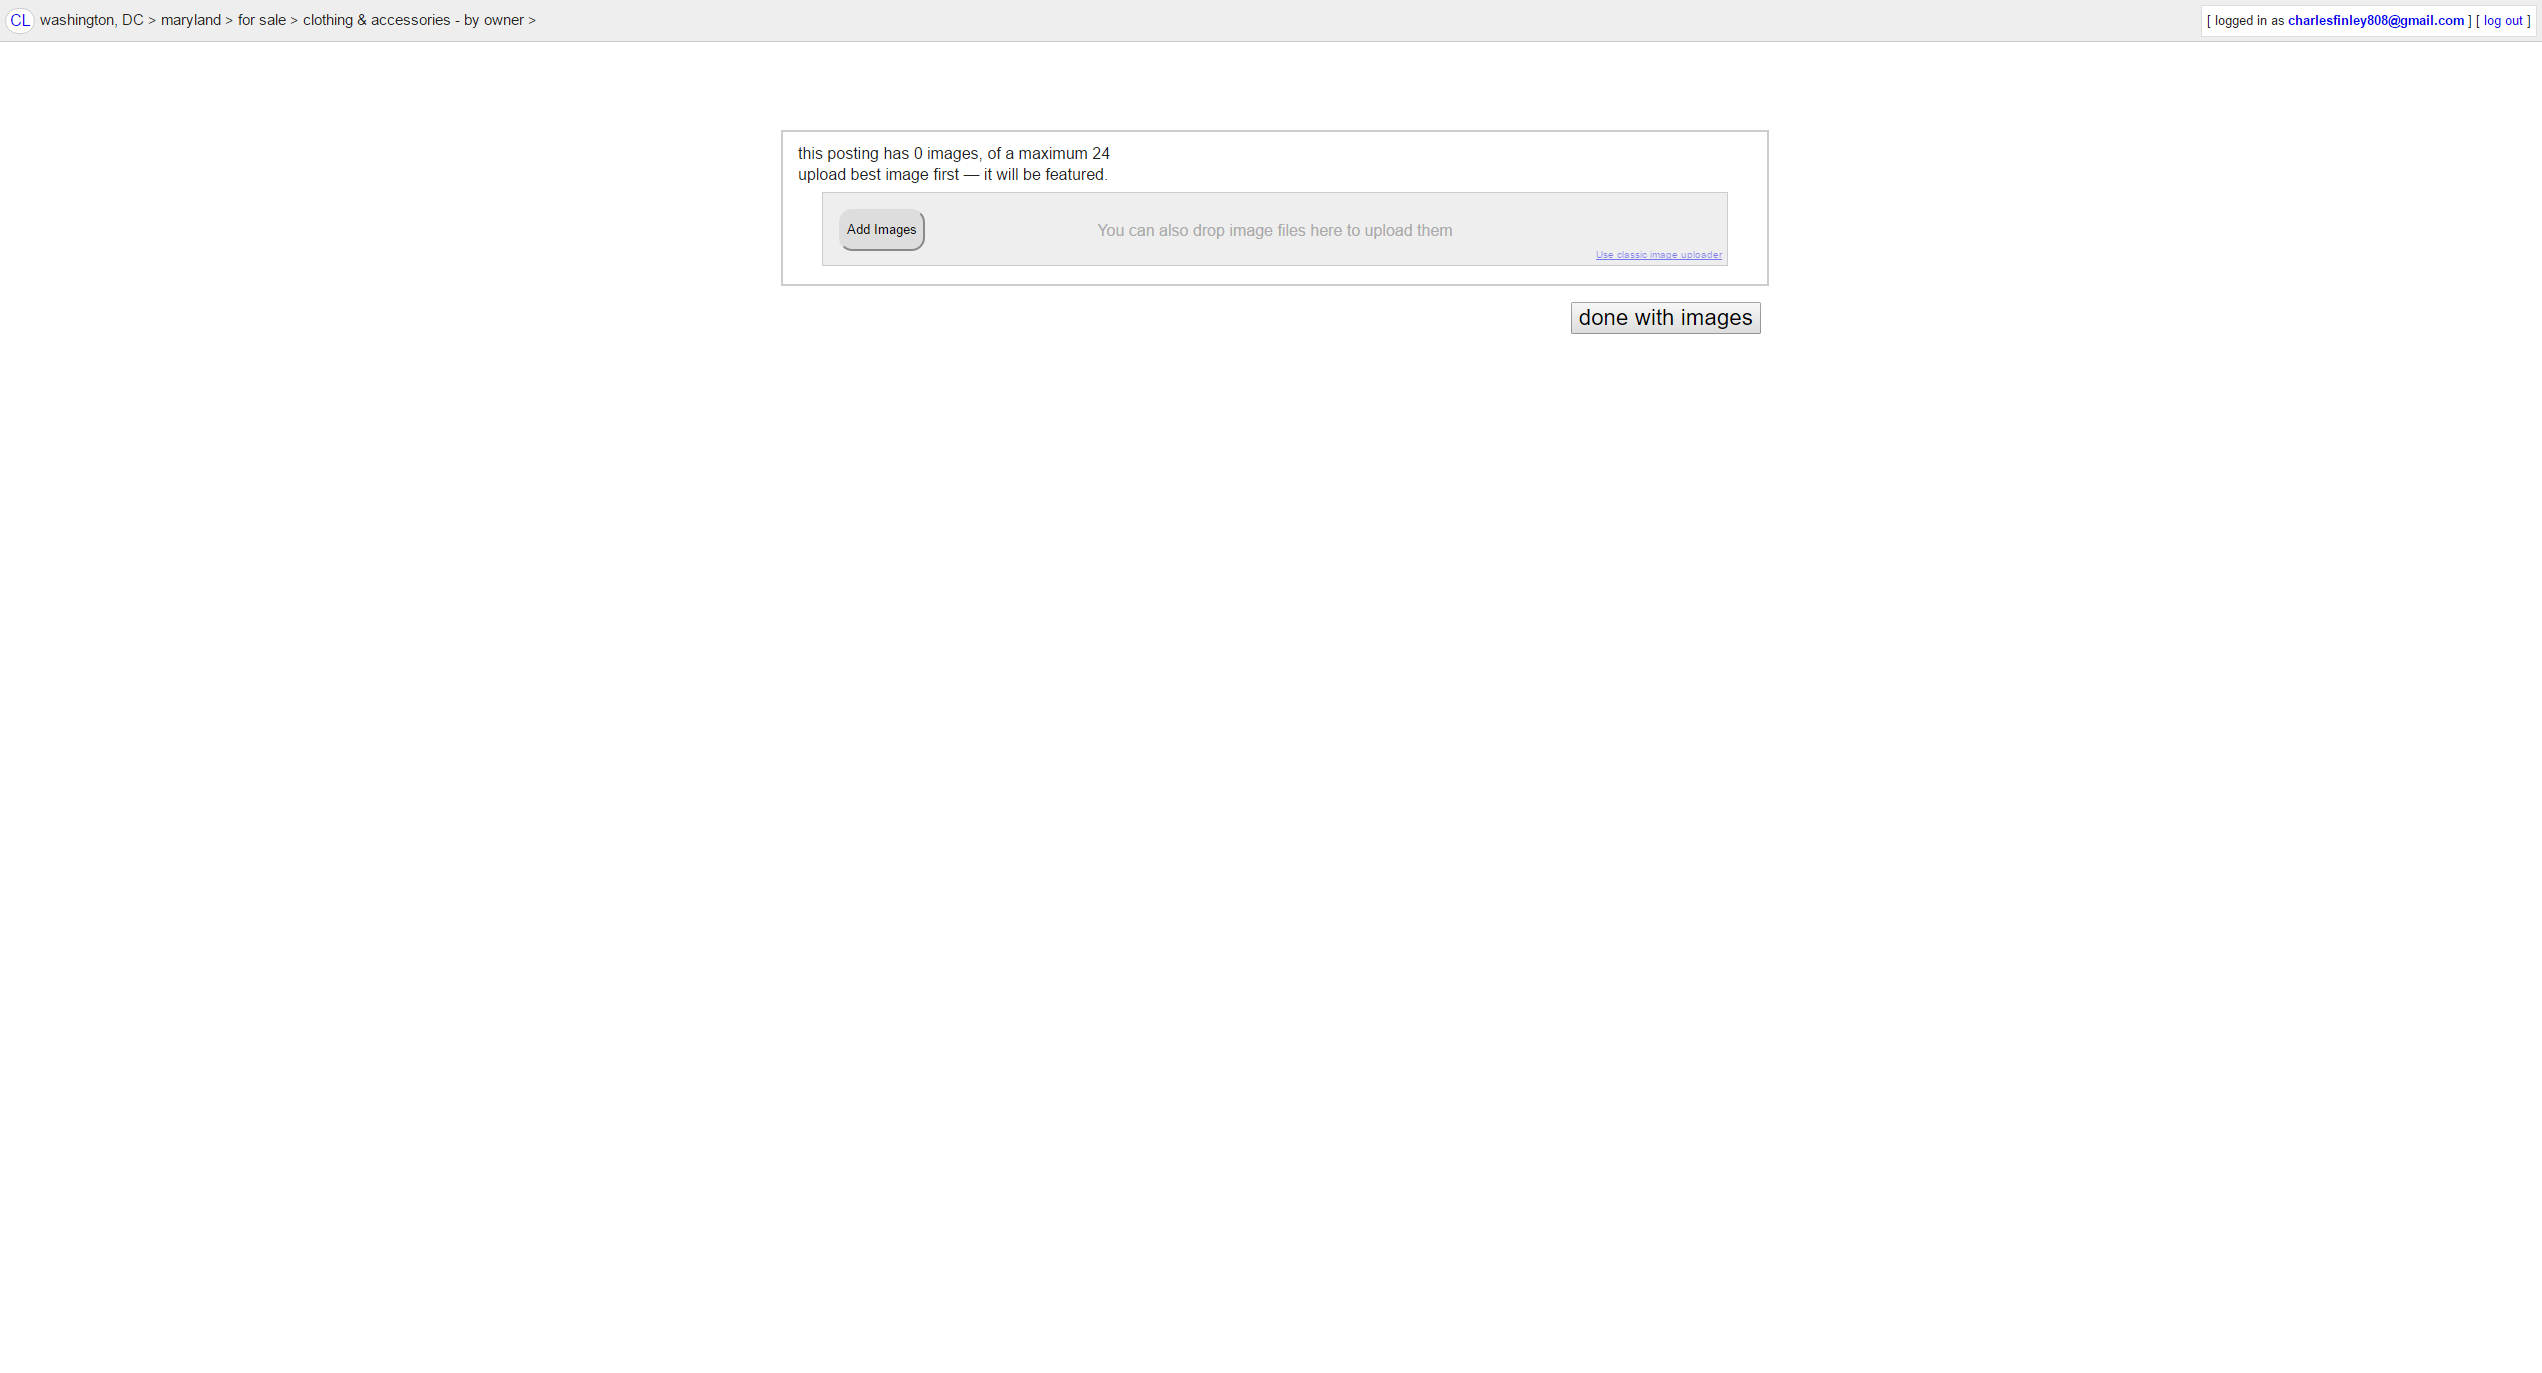 CL washington, DC > maryland > for sale > clothing & accessories - by owner >
[ logged in as charlesfinley808@gmail.com ] [ log out ]
this posting has 0 images, of a maximum 24
upload best image first — it will be featured.
Add Images
You can also drop image files here to upload them
Use classic image uploader
done with images